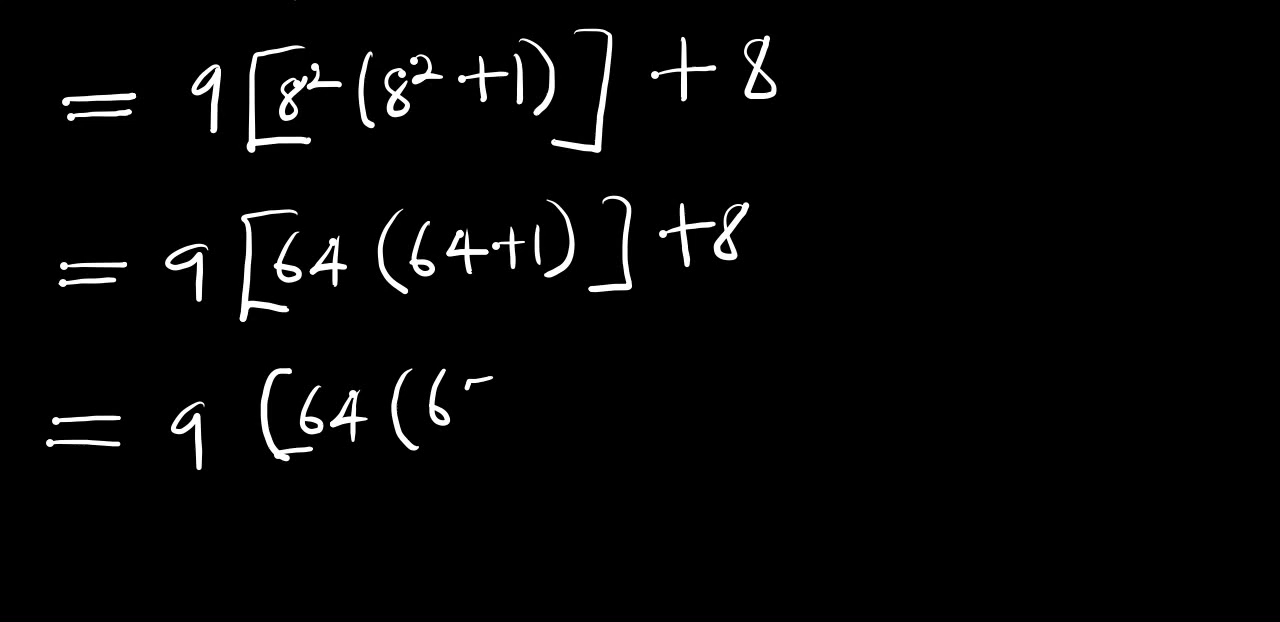 = 9[8²(8²+1)]+8
= 9[64(64+1)]+8
= 9[64(6